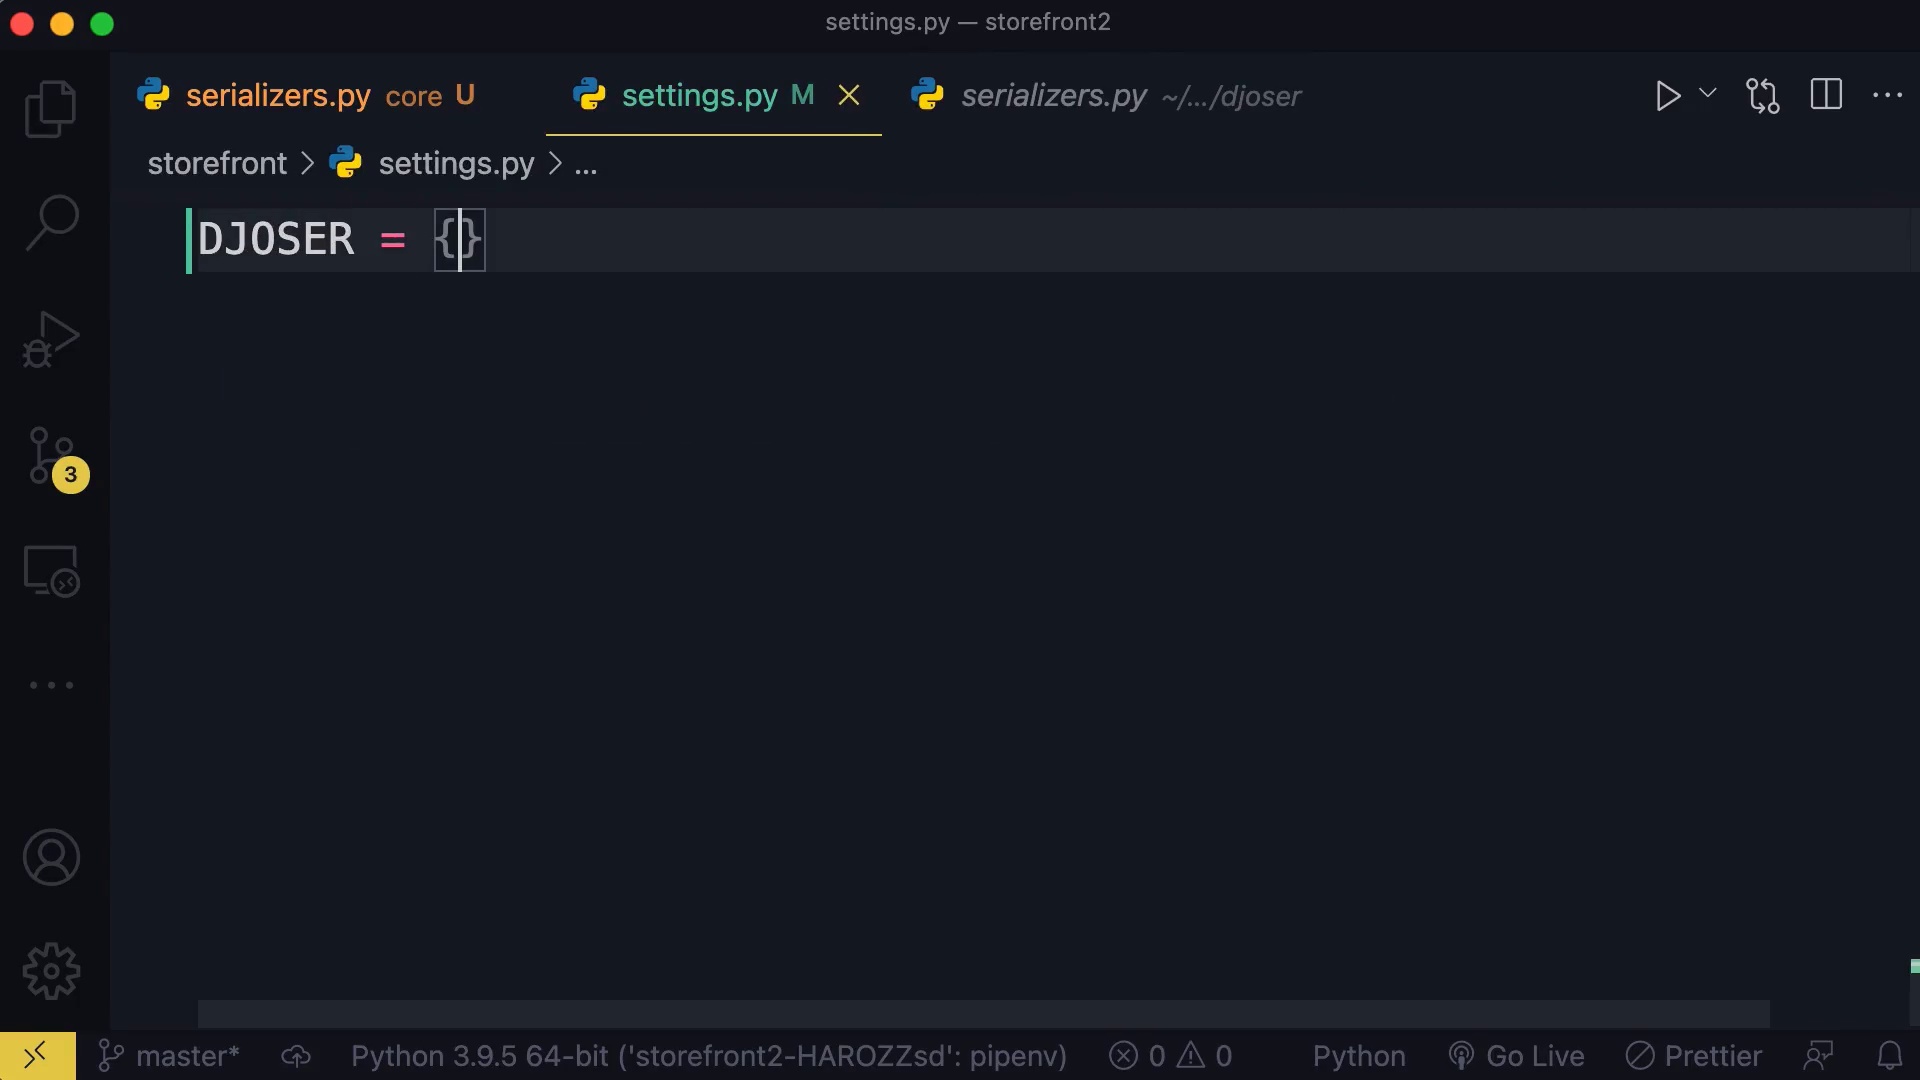 settings.py — storefront2
serializers.py core U settings.py M serializers.py ~/.../djoser
storefront > settings.py > ...
DJOSER = {}
3
master* Python 3.9.5 64-bit ('storefront2-HAROZZsd': pipenv) 0 0 Python Go Live Prettier